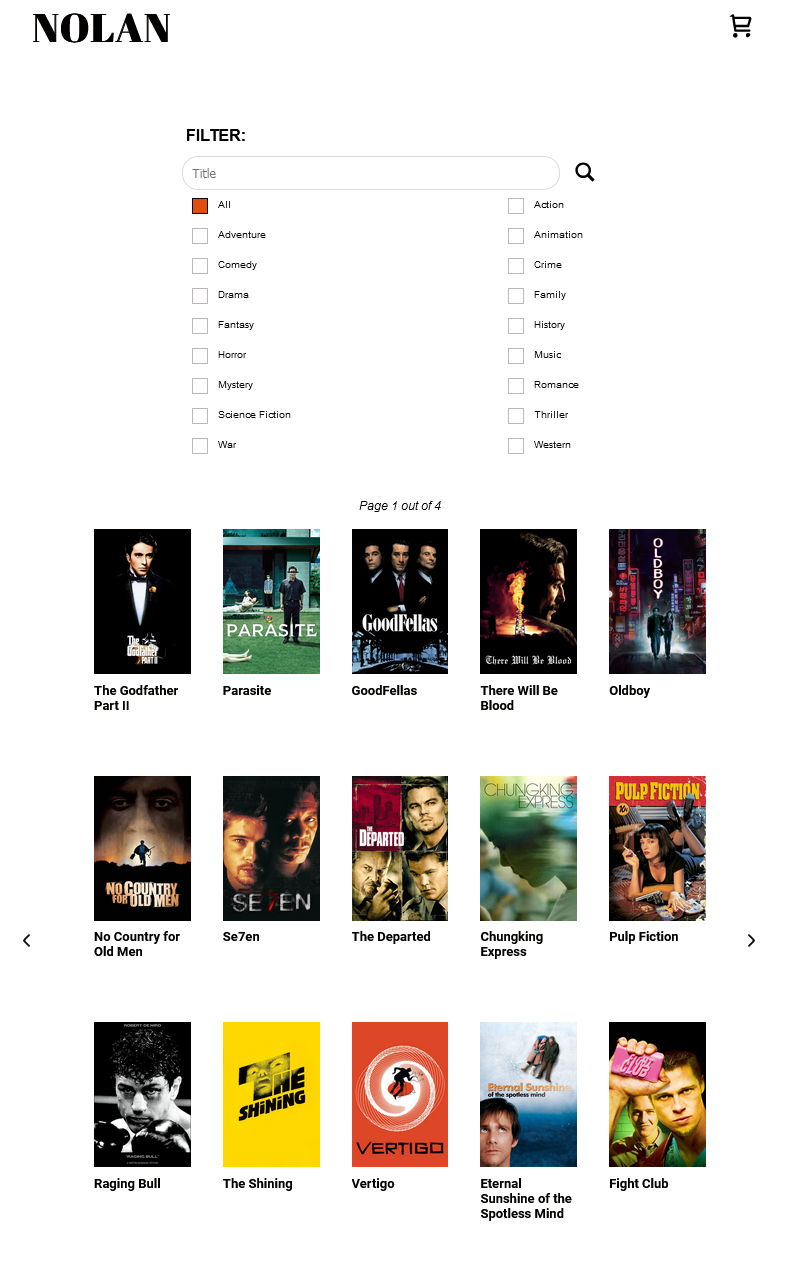 NOLAN
FILTER:
Title
All
Action
Adventure
Animation
Comedy
Crime
Drama
Family
Fantasy
History
Horror
Music
Mystery
Romance
Science Fiction
Thriller
War
Western
Page 1 out of 4
The
Godfather
PART II
PARASITE
GoodFellas
There Will Be Blood
OLDBOY
The Godfather
Part II
Parasite
GoodFellas
There Will Be
Blood
Oldboy
NO COUNTRY
FOR OLD MEN
SE7EN
THE
DEPARTED
CHUNGKING
EXPRESS
PULP FICTION
10¢
No Country for
Old Men
Se7en
The Departed
Chungking
Express
Pulp Fiction
ROBERT DE NIRO
"RAGING BULL"
THE
SHiNiNG
VERTIGO
Eternal Sunshine
of the spotless mind
FIGHT
CLUB
Raging Bull
The Shining
Vertigo
Eternal
Sunshine of the
Spotless Mind
Fight Club